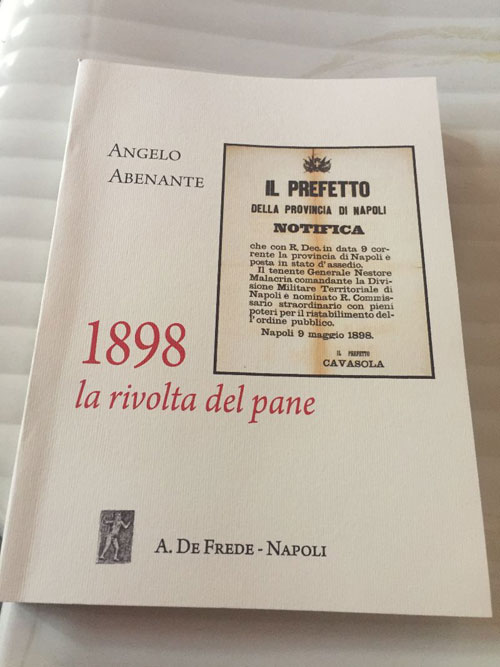 ANGELO
ABENANTE
IL PREFETTO
DELLA PROVINCIA DI NAPOLI
NOTIFICA
che con R. Dec. in data 9 cor-
rente la provincia di Napoli è
posta in stato d'assedio.
Il tenente Generale Nestore
Malacria comandante la Divi-
sione Militare Territoriale di
Napoli è nominato R. Commis-
sario straordinario con pieni
poteri per il ristabilimento del-
l'ordine pubblico.
Napoli 9 maggio 1898.
IL PREFETTO
CAVASOLA
1898
la rivolta del pane
A. DE FREDE - NAPOLI